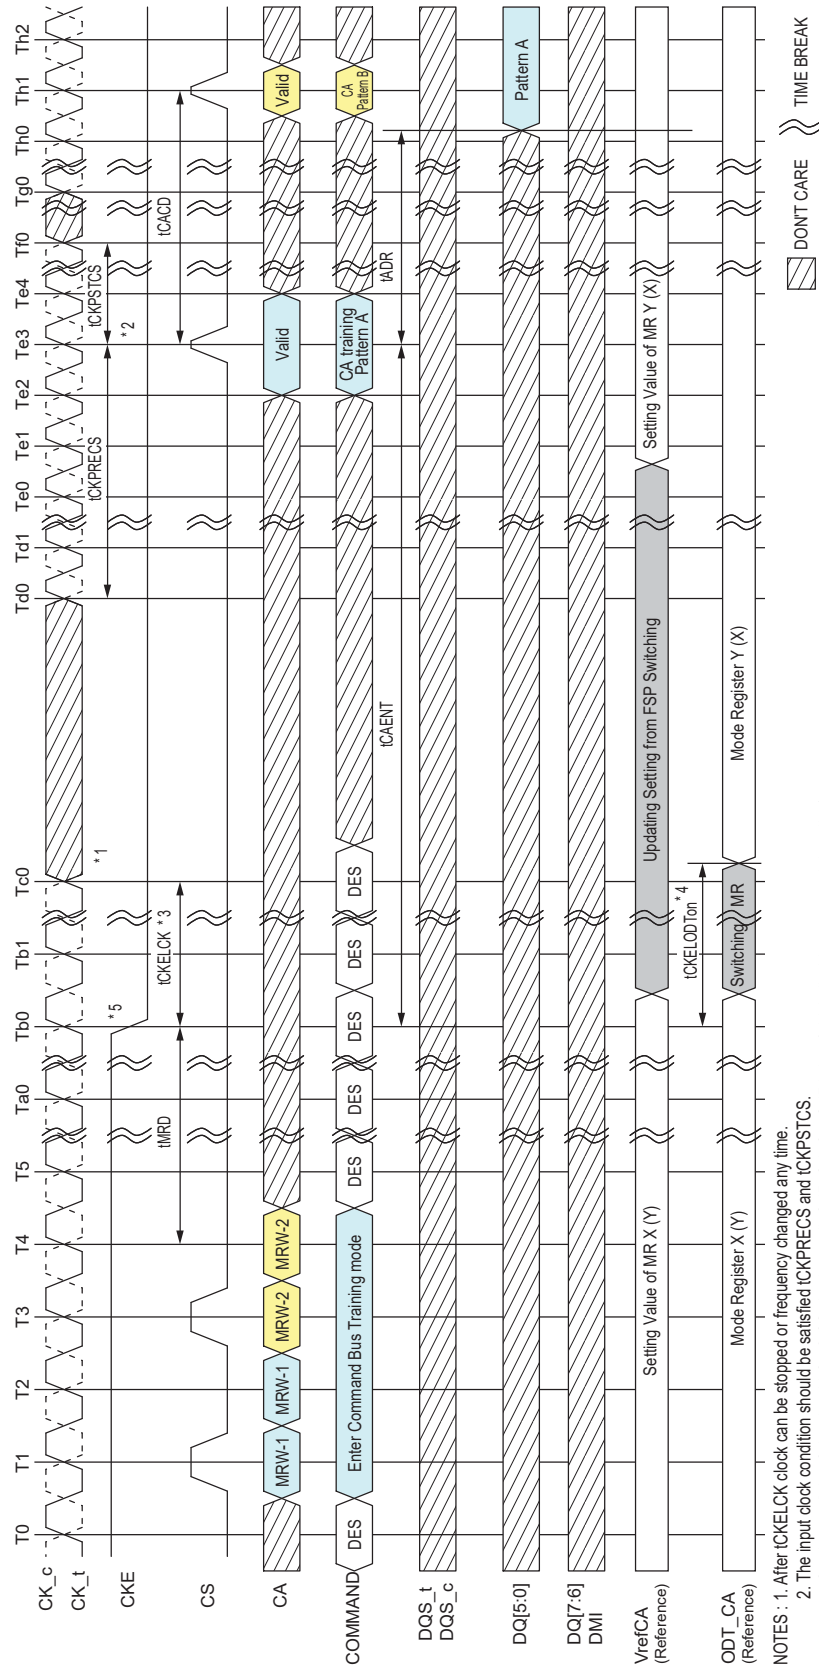 T0 T1 T2 T3 T4 T5 Ta0 Tb0 Tb1 Tc0 Td0 Td1 Te0 Te1 Te2 Te3 Te4 Tf0 Tg0 Th0 Th1 Th2
CK_c
CK_t
tCKPRECS tCKPSTCS
*1 *2
CKE
*5
tMRD tCKELCK *3 tCACD
CS
CA MRW-1 MRW-1 MRW-2 MRW-2 Valid Valid
COMMAND DES Enter Command Bus Training mode DES DES DES DES DES CA training Pattern A CA Pattern B
tCAENT tADR
DQS_t
DQS_c
DQ[5:0] Pattern A
DQ[7:6]
DMI
VrefCA
(Reference)
Setting Value of MR X (Y) Updating Setting from FSP Switching Setting Value of MR Y (X)
tCKELODTon *4
ODT_CA
(Reference)
Mode Register X (Y) Switching MR Mode Register Y (X)
NOTES : 1. After tCKELCK clock can be stopped or frequency changed any time.
2. The input clock condition should be satisfied tCKPRECS and tCKPSTCS.
DON'T CARE TIME BREAK